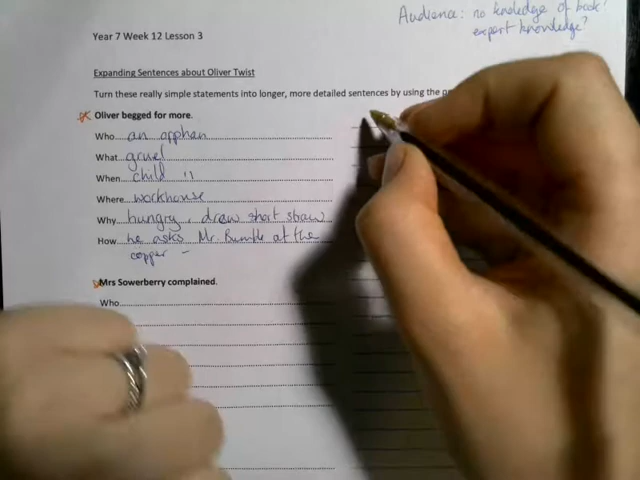 Audience: no knoledge of book?
expert knowledge?
Year 7 Week 12 Lesson 3
Expanding Sentences about Oliver Twist
Turn these really simple statements into longer, more detailed sentences by using the
Oliver begged for more.
Who....an orphan
What gruel
When child 11
Where workhouse
Why hungry, drew short straw
How he asks Mr. Bumble at the
copper –
Mrs Sowerberry complained.
Who